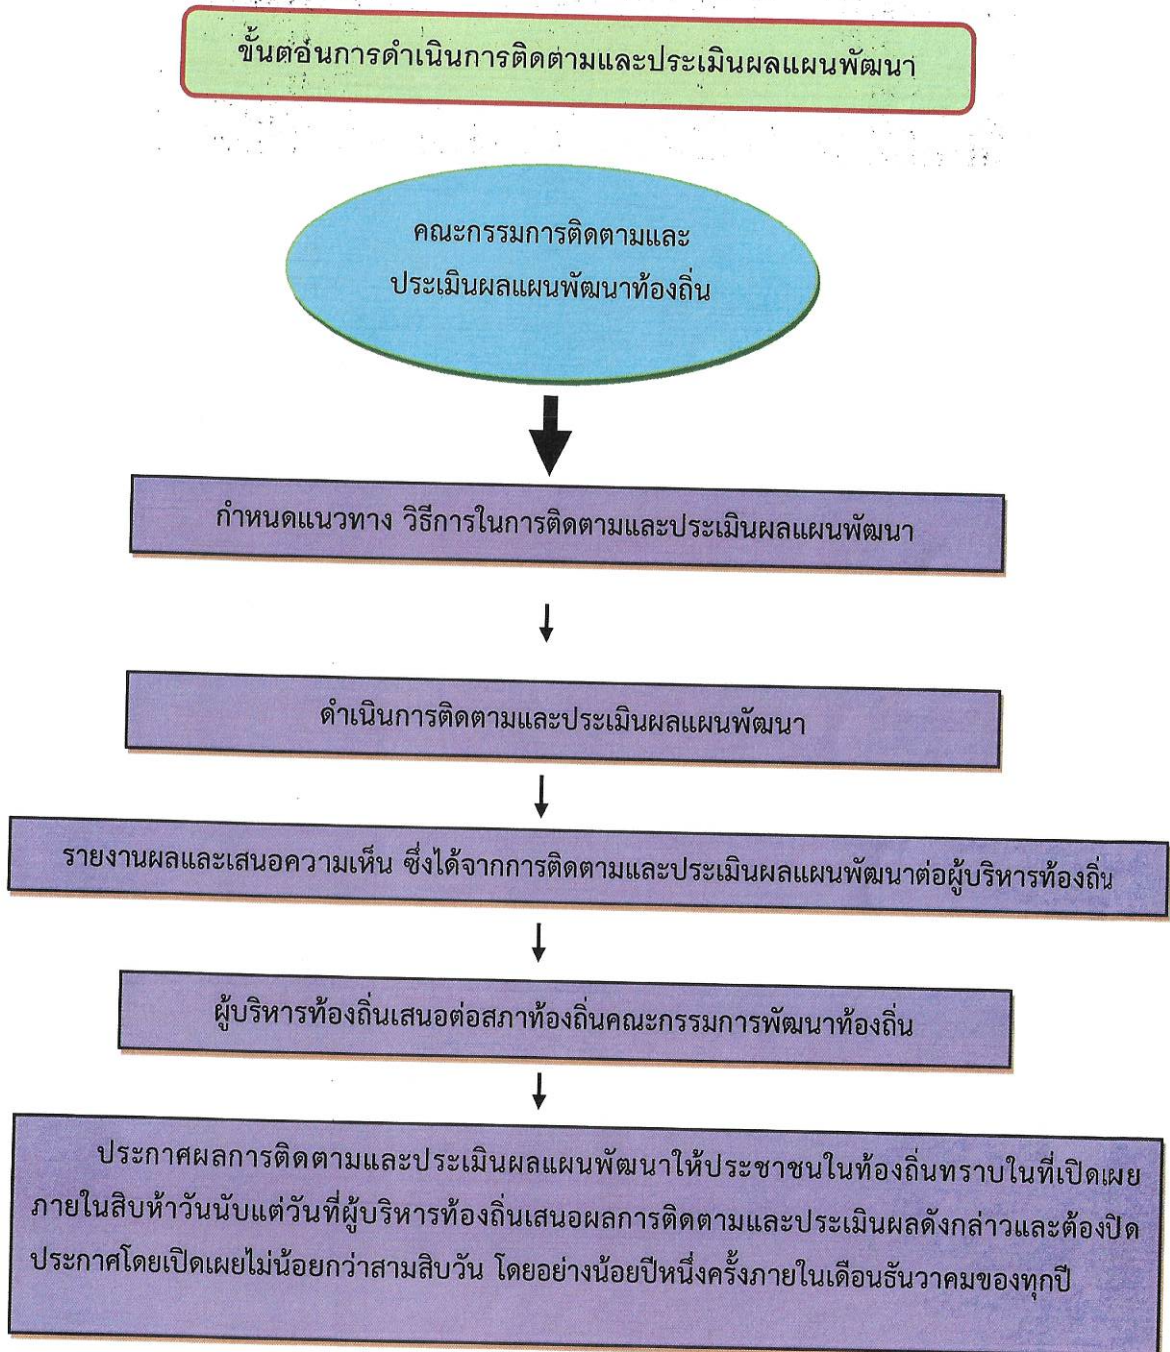 ขั้นตอนการดำเนินการติดตามและประเมินผลแผนพัฒนา
คณะกรรมการติดตามและ
ประเมินผลแผนพัฒนาท้องถิ่น
กำหนดแนวทาง วิธีการในการติดตามและประเมินผลแผนพัฒนา
ดำเนินการติดตามและประเมินผลแผนพัฒนา
รายงานผลและเสนอความเห็น ซึ่งได้จากการติดตามและประเมินผลแผนพัฒนาต่อผู้บริหารท้องถิ่น
ผู้บริหารท้องถิ่นเสนอต่อสภาท้องถิ่นคณะกรรมการพัฒนาท้องถิ่น
ประกาศผลการติดตามและประเมินผลแผนพัฒนาให้ประชาชนในท้องถิ่นทราบในที่เปิดเผย
ภายในสิบห้าวันนับแต่วันที่ผู้บริหารท้องถิ่นเสนอผลการติดตามและประเมินผลดังกล่าวและต้องปิด
ประกาศโดยเปิดเผยไม่น้อยกว่าสามสิบวัน โดยอย่างน้อยปีหนึ่งครั้งภายในเดือนธันวาคมของทุกปี